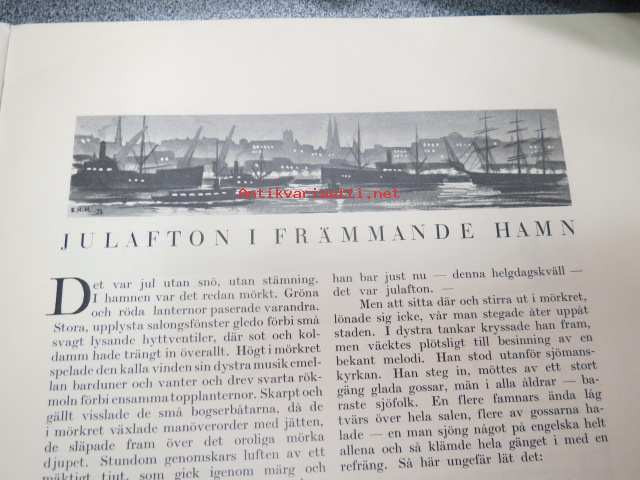 Antikvariaatti.net
JULAFTON I FRÄMMANDE HAMN
Det var jul utan snö, utan stämning.
I hamnen var det redan mörkt. Gröna
och röda lanternor paserade varandra.
Stora, upplysta salongsfönster gledo förbi små
svagt lysande hyttventiler, där sot och kol-
damm hade trängt in överallt. Högt i mörkret
spelade den kalla vinden sin dystra musik emel-
lan barduner och vanter och drev svarta rök-
moln förbi ensamma topplanternor. Skarpt och
gällt visslade de små bogserbåtarna, då de
i mörkret växlade manöverorder med jätten,
de släpade fram över det oroliga mörka
djupet. Stundom genomskars luften av ett
mäktigt tjut, som gick igenom märg och
han bar just nu — denna helgdagskväll —
det var julafton. —
Men att sitta där och stirra ut i mörkret,
lönade sig icke, vår man stegade åter uppåt
staden. I dystra tankar kryssade han fram,
men väcktes plötsligt till besinning av en
bekant melodi. Han stod utanför sjömans-
kyrkan. Han steg in, möttes av ett stort
gäng glada gossar, män i alla åldrar — ba-
raste sjöfolk. En flere famnars ända låg
tvärs över hela salen, flere av gossarna ha-
lade — en man sjöng något på engelska helt
allena och så klämde hela gänget i med en
refräng. Så här ungefär lät det: